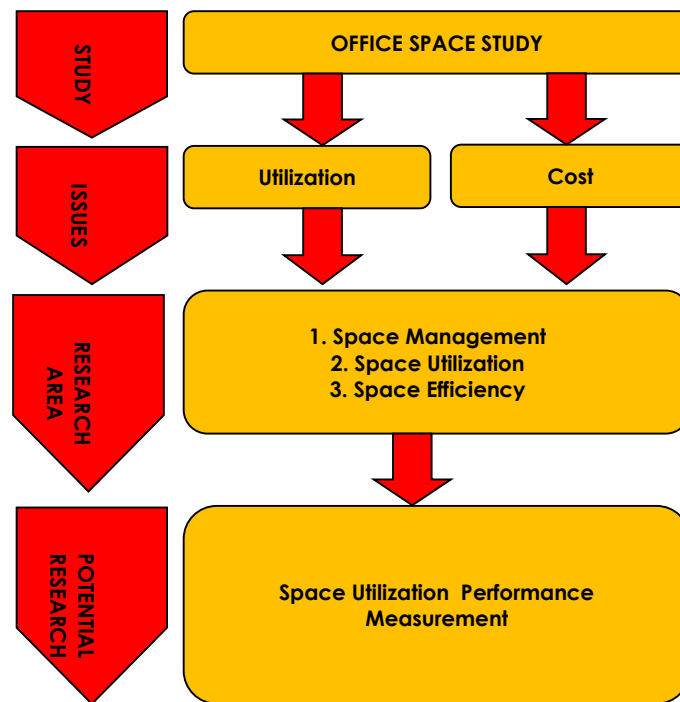 STUDY
OFFICE SPACE STUDY
ISSUES
Utilization
Cost
RESEARCH
AREA
1. Space Management
2. Space Utilization
3. Space Efficiency
POTENTIAL
RESEARCH
Space Utilization  Performance
Measurement